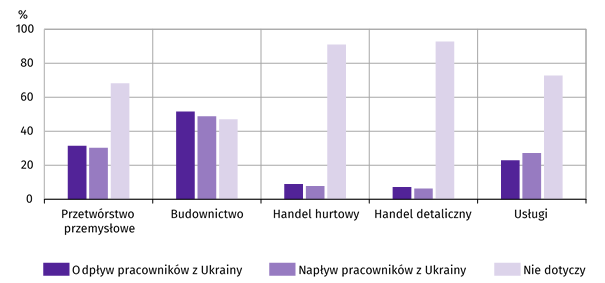 %
100
80
60
40
20
0
Przetwórstwo
przemysłowe
Budownictwo
Handel hurtowy
Handel detaliczny
Usługi
Odpływ pracowników z Ukrainy
Napływ pracowników z Ukrainy
Nie dotyczy